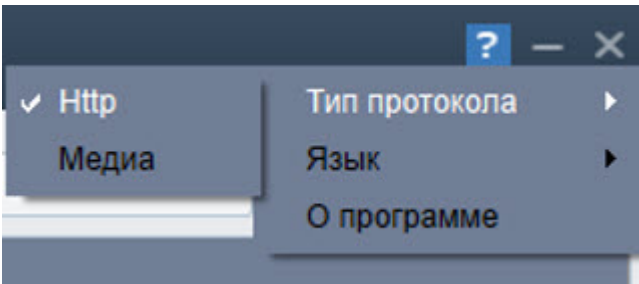 ?
Http
Тип протокола
Медиа
Язык
О программе